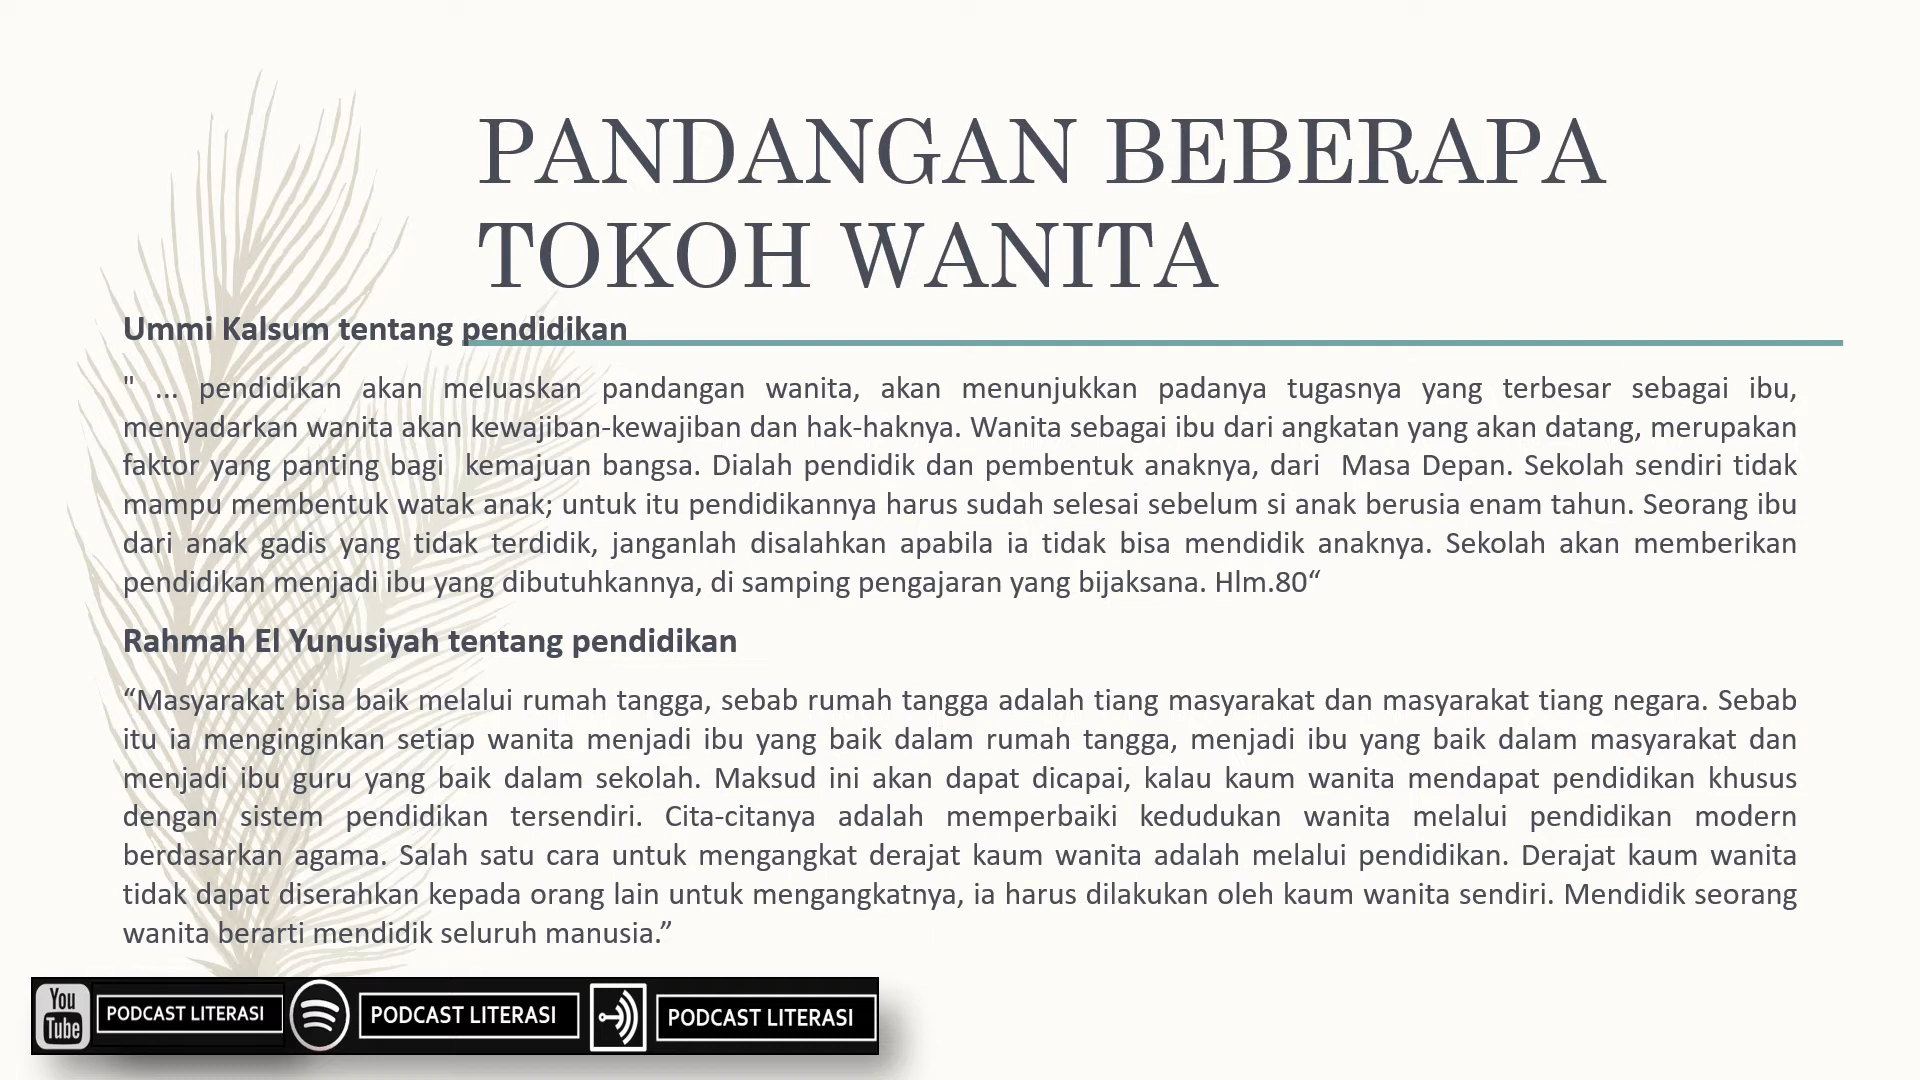 PANDANGAN BEBERAPA
TOKOH WANITA
Ummi Kalsum tentang pendidikan
" ... pendidikan akan meluaskan pandangan wanita, akan menunjukkan padanya tugasnya yang terbesar sebagai ibu,
menyadarkan wanita akan kewajiban-kewajiban dan hak-haknya. Wanita sebagai ibu dari angkatan yang akan datang, merupakan
faktor yang panting bagi kemajuan bangsa. Dialah pendidik dan pembentuk anaknya, dari Masa Depan. Sekolah sendiri tidak
mampu membentuk watak anak; untuk itu pendidikannya harus sudah selesai sebelum si anak berusia enam tahun. Seorang ibu
dari anak gadis yang tidak terdidik, janganlah disalahkan apabila ia tidak bisa mendidik anaknya. Sekolah akan memberikan
pendidikan menjadi ibu yang dibutuhkannya, di samping pengajaran yang bijaksana. Hlm.80“
Rahmah El Yunusiyah tentang pendidikan
“Masyarakat bisa baik melalui rumah tangga, sebab rumah tangga adalah tiang masyarakat dan masyarakat tiang negara. Sebab
itu ia menginginkan setiap wanita menjadi ibu yang baik dalam rumah tangga, menjadi ibu yang baik dalam masyarakat dan
menjadi ibu guru yang baik dalam sekolah. Maksud ini akan dapat dicapai, kalau kaum wanita mendapat pendidikan khusus
dengan sistem pendidikan tersendiri. Cita-citanya adalah memperbaiki kedudukan wanita melalui pendidikan modern
berdasarkan agama. Salah satu cara untuk mengangkat derajat kaum wanita adalah melalui pendidikan. Derajat kaum wanita
tidak dapat diserahkan kepada orang lain untuk mengangkatnya, ia harus dilakukan oleh kaum wanita sendiri. Mendidik seorang
wanita berarti mendidik seluruh manusia.”
You
Tube
PODCAST LITERASI
PODCAST LITERASI
PODCAST LITERASI